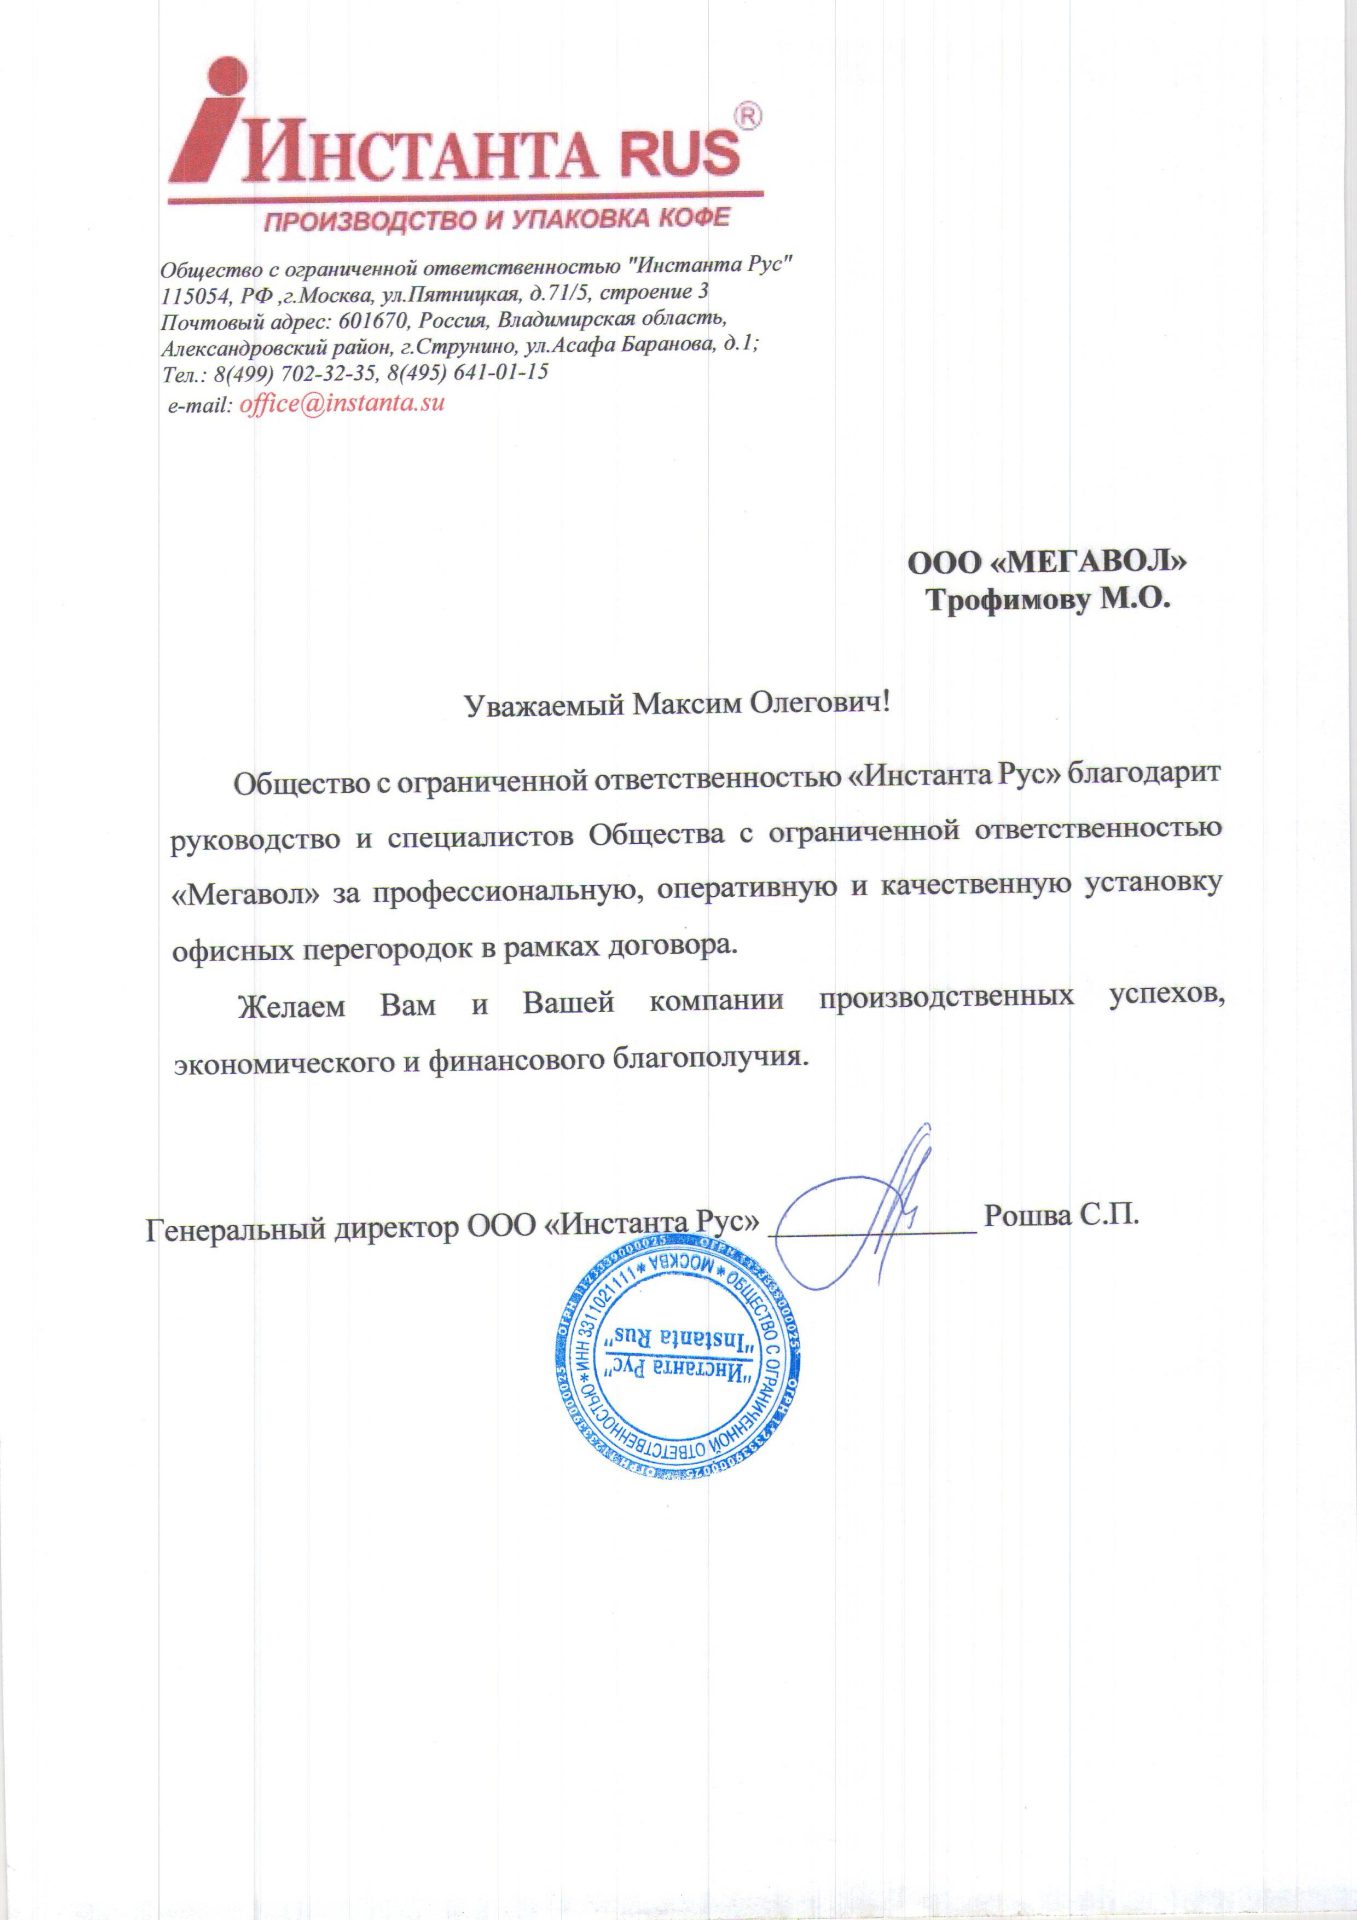 ИНСТАНТА RUS®
ПРОИЗВОДСТВО И УПАКОВКА КОФЕ
Общество с ограниченной ответственностью "Инстанта Рус"
115054, РФ ,г.Москва, ул.Пятницкая, д.71/5, строение 3
Почтовый адрес: 601670, Россия, Владимирская область,
Александровский район, г.Струнино, ул.Асафа Баранова, д.1;
Тел.: 8(499) 702-32-35, 8(495) 641-01-15
e-mail: office@instanta.su
ООО «МЕГАВОЛ»
Трофимову М.О.
Уважаемый Максим Олегович!
Общество с ограниченной ответственностью «Инстанта Рус» благодарит
руководство и специалистов Общества с ограниченной ответственностью
«Мегавол» за профессиональную, оперативную и качественную установку
офисных перегородок в рамках договора.
Желаем Вам и Вашей компании производственных успехов,
экономического и финансового благополучия.
Генеральный директор ООО «Инстанта Рус» ____________ Рошва С.П.
ОБЩЕСТВО С ОГРАНИЧЕННОЙ ОТВЕТСТВЕННОСТЬЮ * ИНН 3311021111 * МОСКВА *
"Инстанта Рус"
"Instanta Rus"